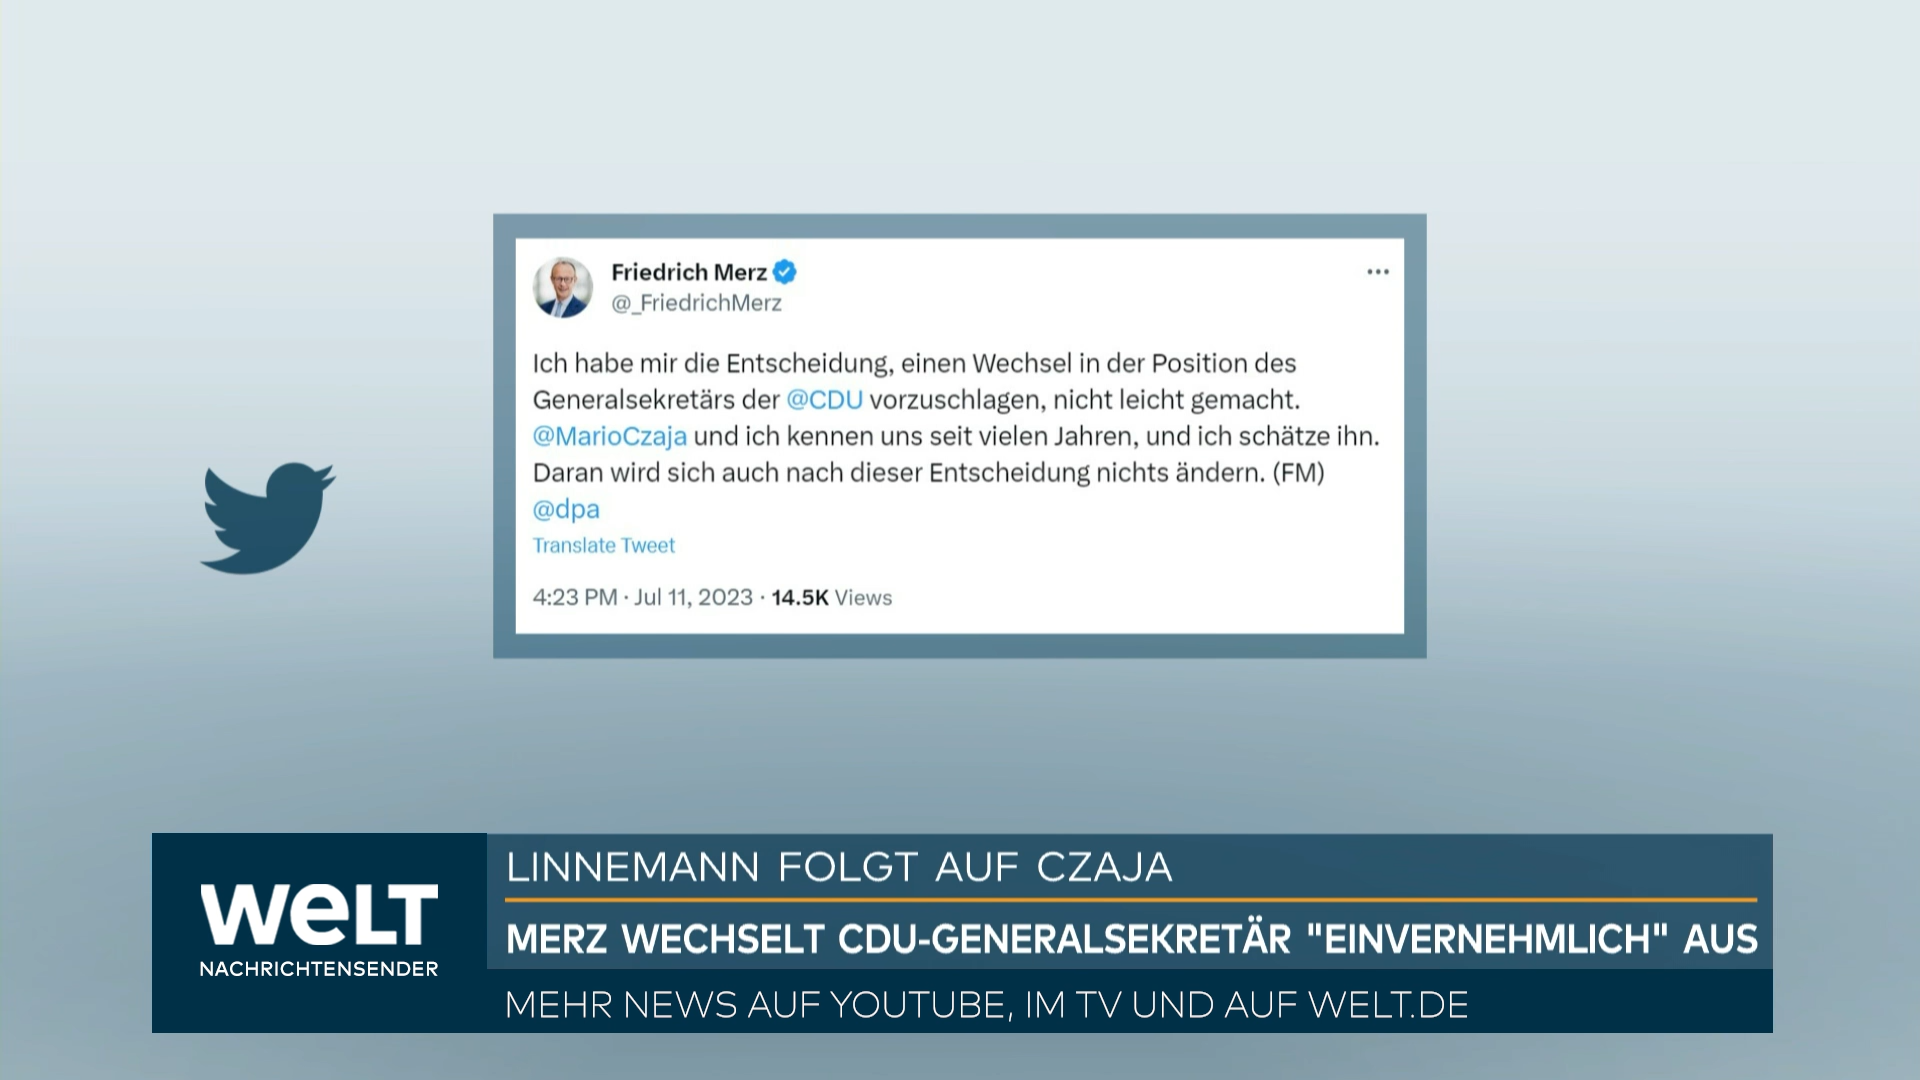 Friedrich Merz
@_FriedrichMerz
Ich habe mir die Entscheidung, einen Wechsel in der Position des
Generalsekretärs der @CDU vorzuschlagen, nicht leicht gemacht.
@MarioCzaja und ich kennen uns seit vielen Jahren, und ich schätze ihn.
Daran wird sich auch nach dieser Entscheidung nichts ändern. (FM)
@dpa
Translate Tweet
4:23 PM · Jul 11, 2023 · 14.5K Views
WELT
NACHRICHTENSENDER
LINNEMANN FOLGT AUF CZAJA
MERZ WECHSELT CDU-GENERALSEKRETÄR "EINVERNEHMLICH" AUS
MEHR NEWS AUF YOUTUBE, IM TV UND AUF WELT.DE